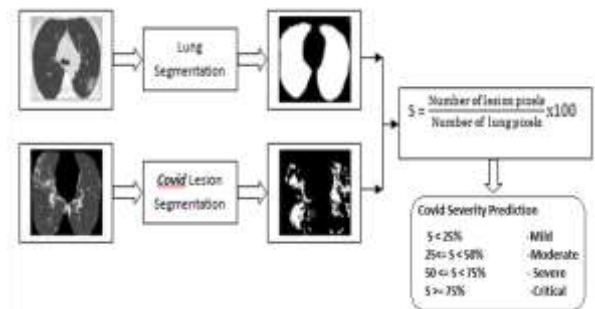 Lung
Segmentation
S = Number of lesion pixels / Number of lung pixels x100
Covid Lesion
Segmentation
Covid Severity Prediction
S < 25% -Mild
25<= S < 50% -Moderate
50 <= S < 75% - Severe
S >= 75% -Critical